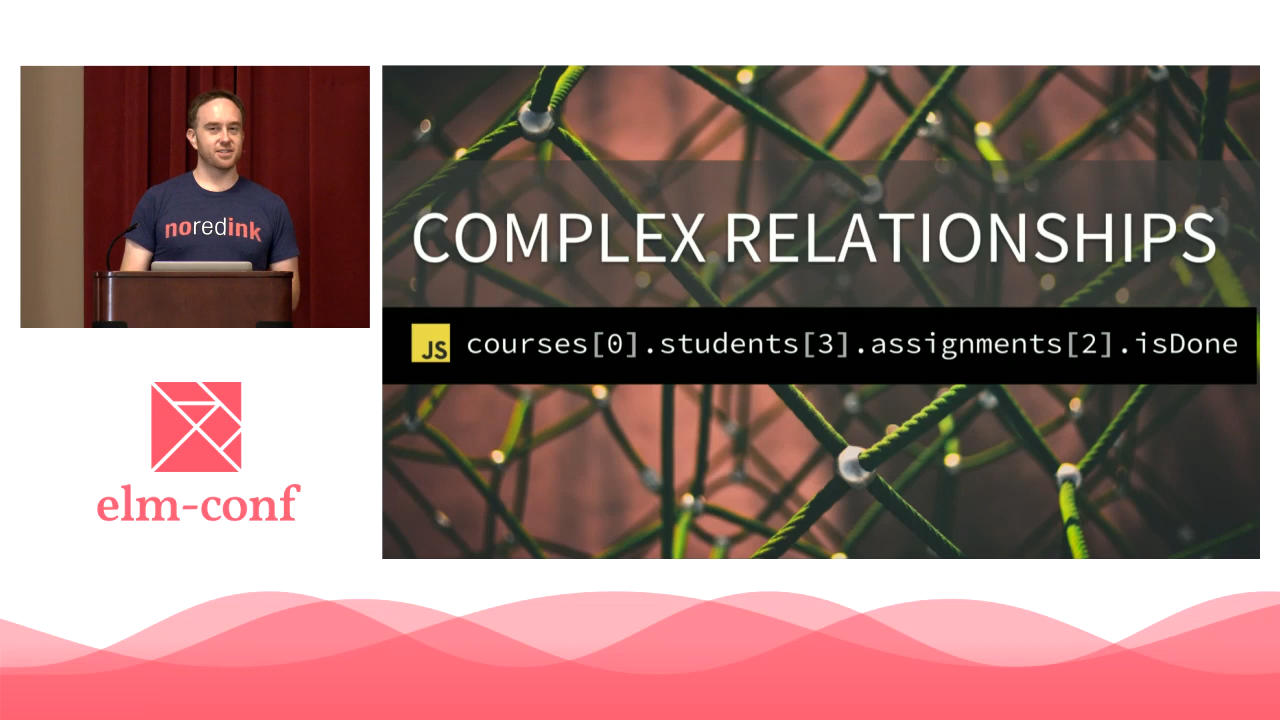 noredink
COMPLEX RELATIONSHIPS
JS courses[0].students[3].assignments[2].isDone
elm-conf